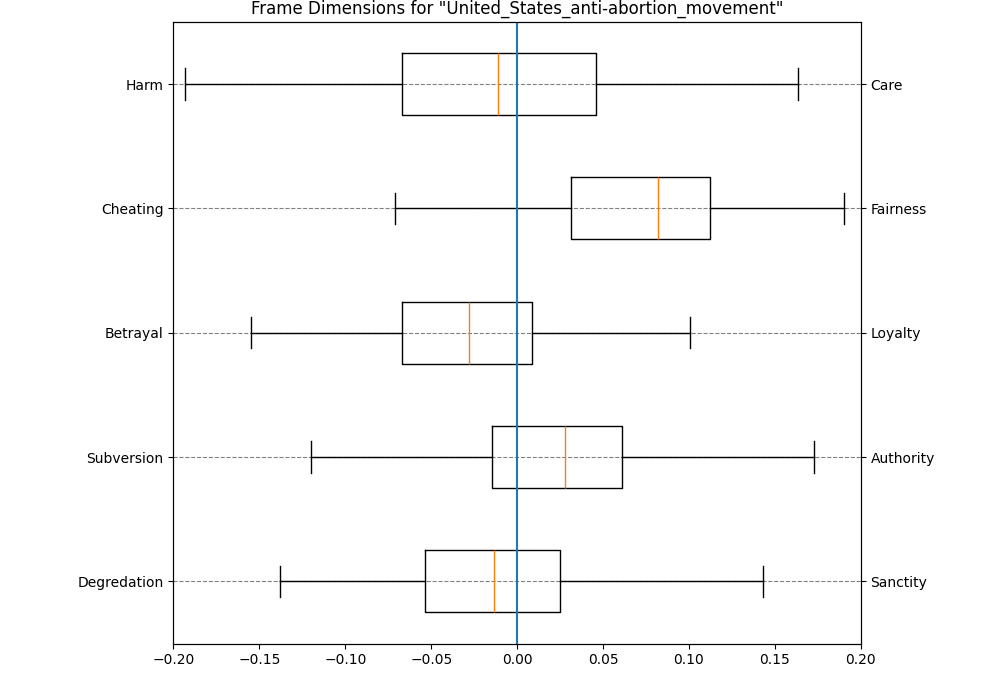 Frame Dimensions for "United_States_anti-abortion_movement"
Harm Care
Cheating Fairness
Betrayal Loyalty
Subversion Authority
Degredation Sanctity
−0.20 −0.15 −0.10 −0.05 0.00 0.05 0.10 0.15 0.20